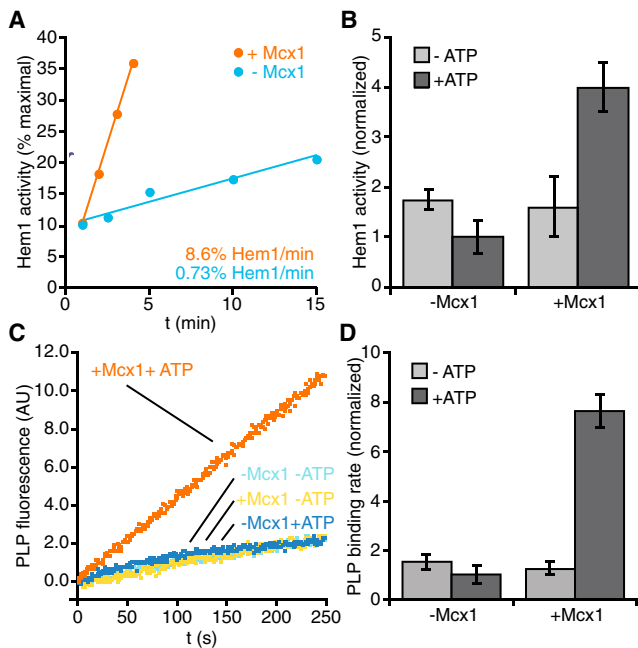 A
Hem1 activity (% maximal)
40
35
30
25
20
15
10
5
0
+ Mcx1
- Mcx1
8.6% Hem1/min
0.73% Hem1/min
0 5 10 15
t (min)
B
Hem1 activity (normalized)
5
4
3
2
1
0
- ATP
+ATP
-Mcx1 +Mcx1
C
PLP fluorescence (AU)
12.0
10.0
8.0
6.0
4.0
2.0
0.0
+Mcx1+ ATP
-Mcx1 -ATP
+Mcx1 -ATP
-Mcx1+ATP
0 50 100 150 200 250
t (s)
D
PLP binding rate (normalized)
10
8
6
4
2
0
- ATP
+ATP
-Mcx1 +Mcx1